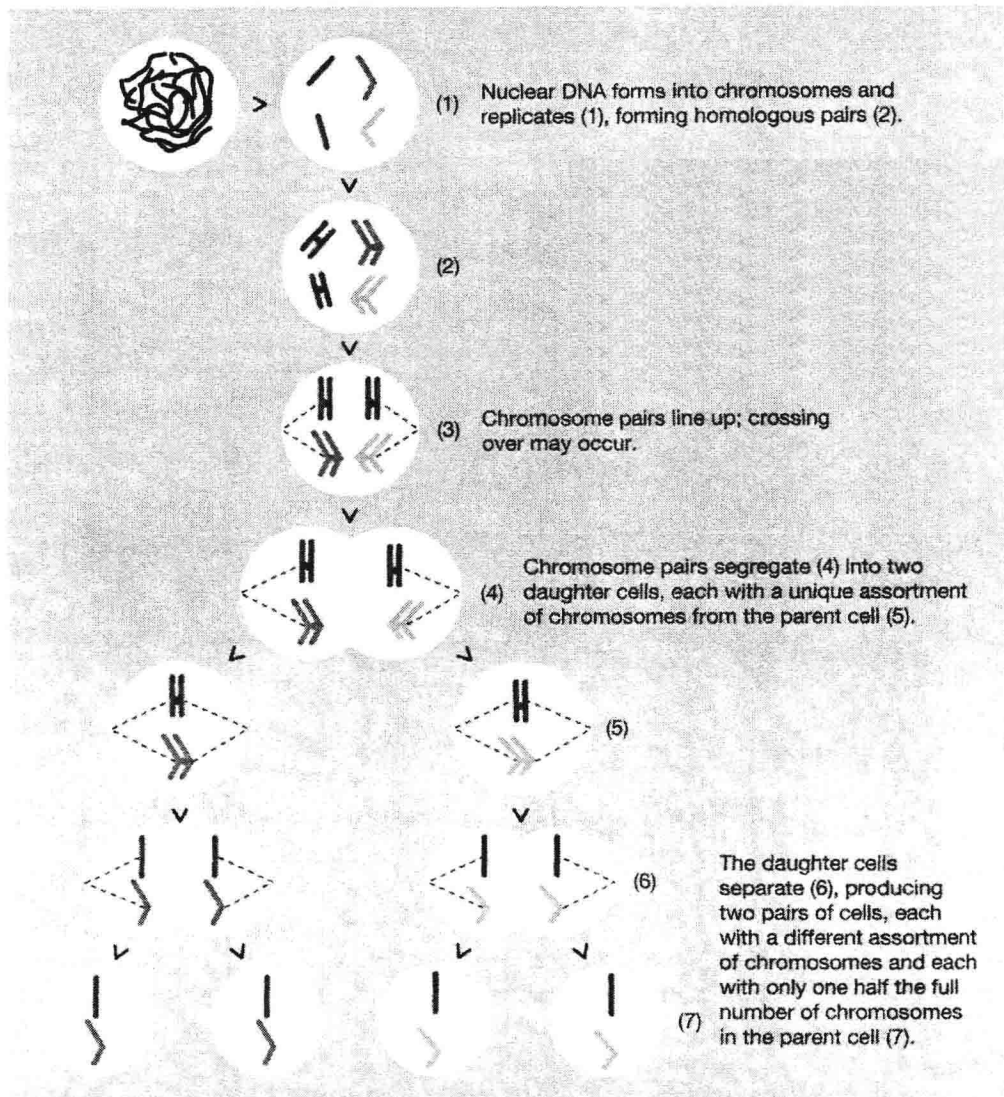 (1) Nuclear DNA forms into chromosomes and
replicates (1), forming homologous pairs (2).
(2)
(3) Chromosome pairs line up; crossing
over may occur.
Chromosome pairs segregate (4) into two
(4) daughter cells, each with a unique assortment
of chromosomes from the parent cell (5).
(5)
(6)
The daughter cells
separate (6), producing
two pairs of cells, each
with a different assortment
of chromosomes and each
with only one half the full
(7) number of chromosomes
in the parent cell (7).